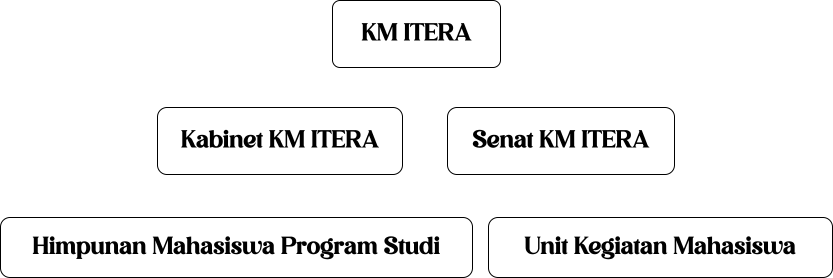 KM ITERA
Kabinet KM ITERA
Senat KM ITERA
Himpunan Mahasiswa Program Studi
Unit Kegiatan Mahasiswa